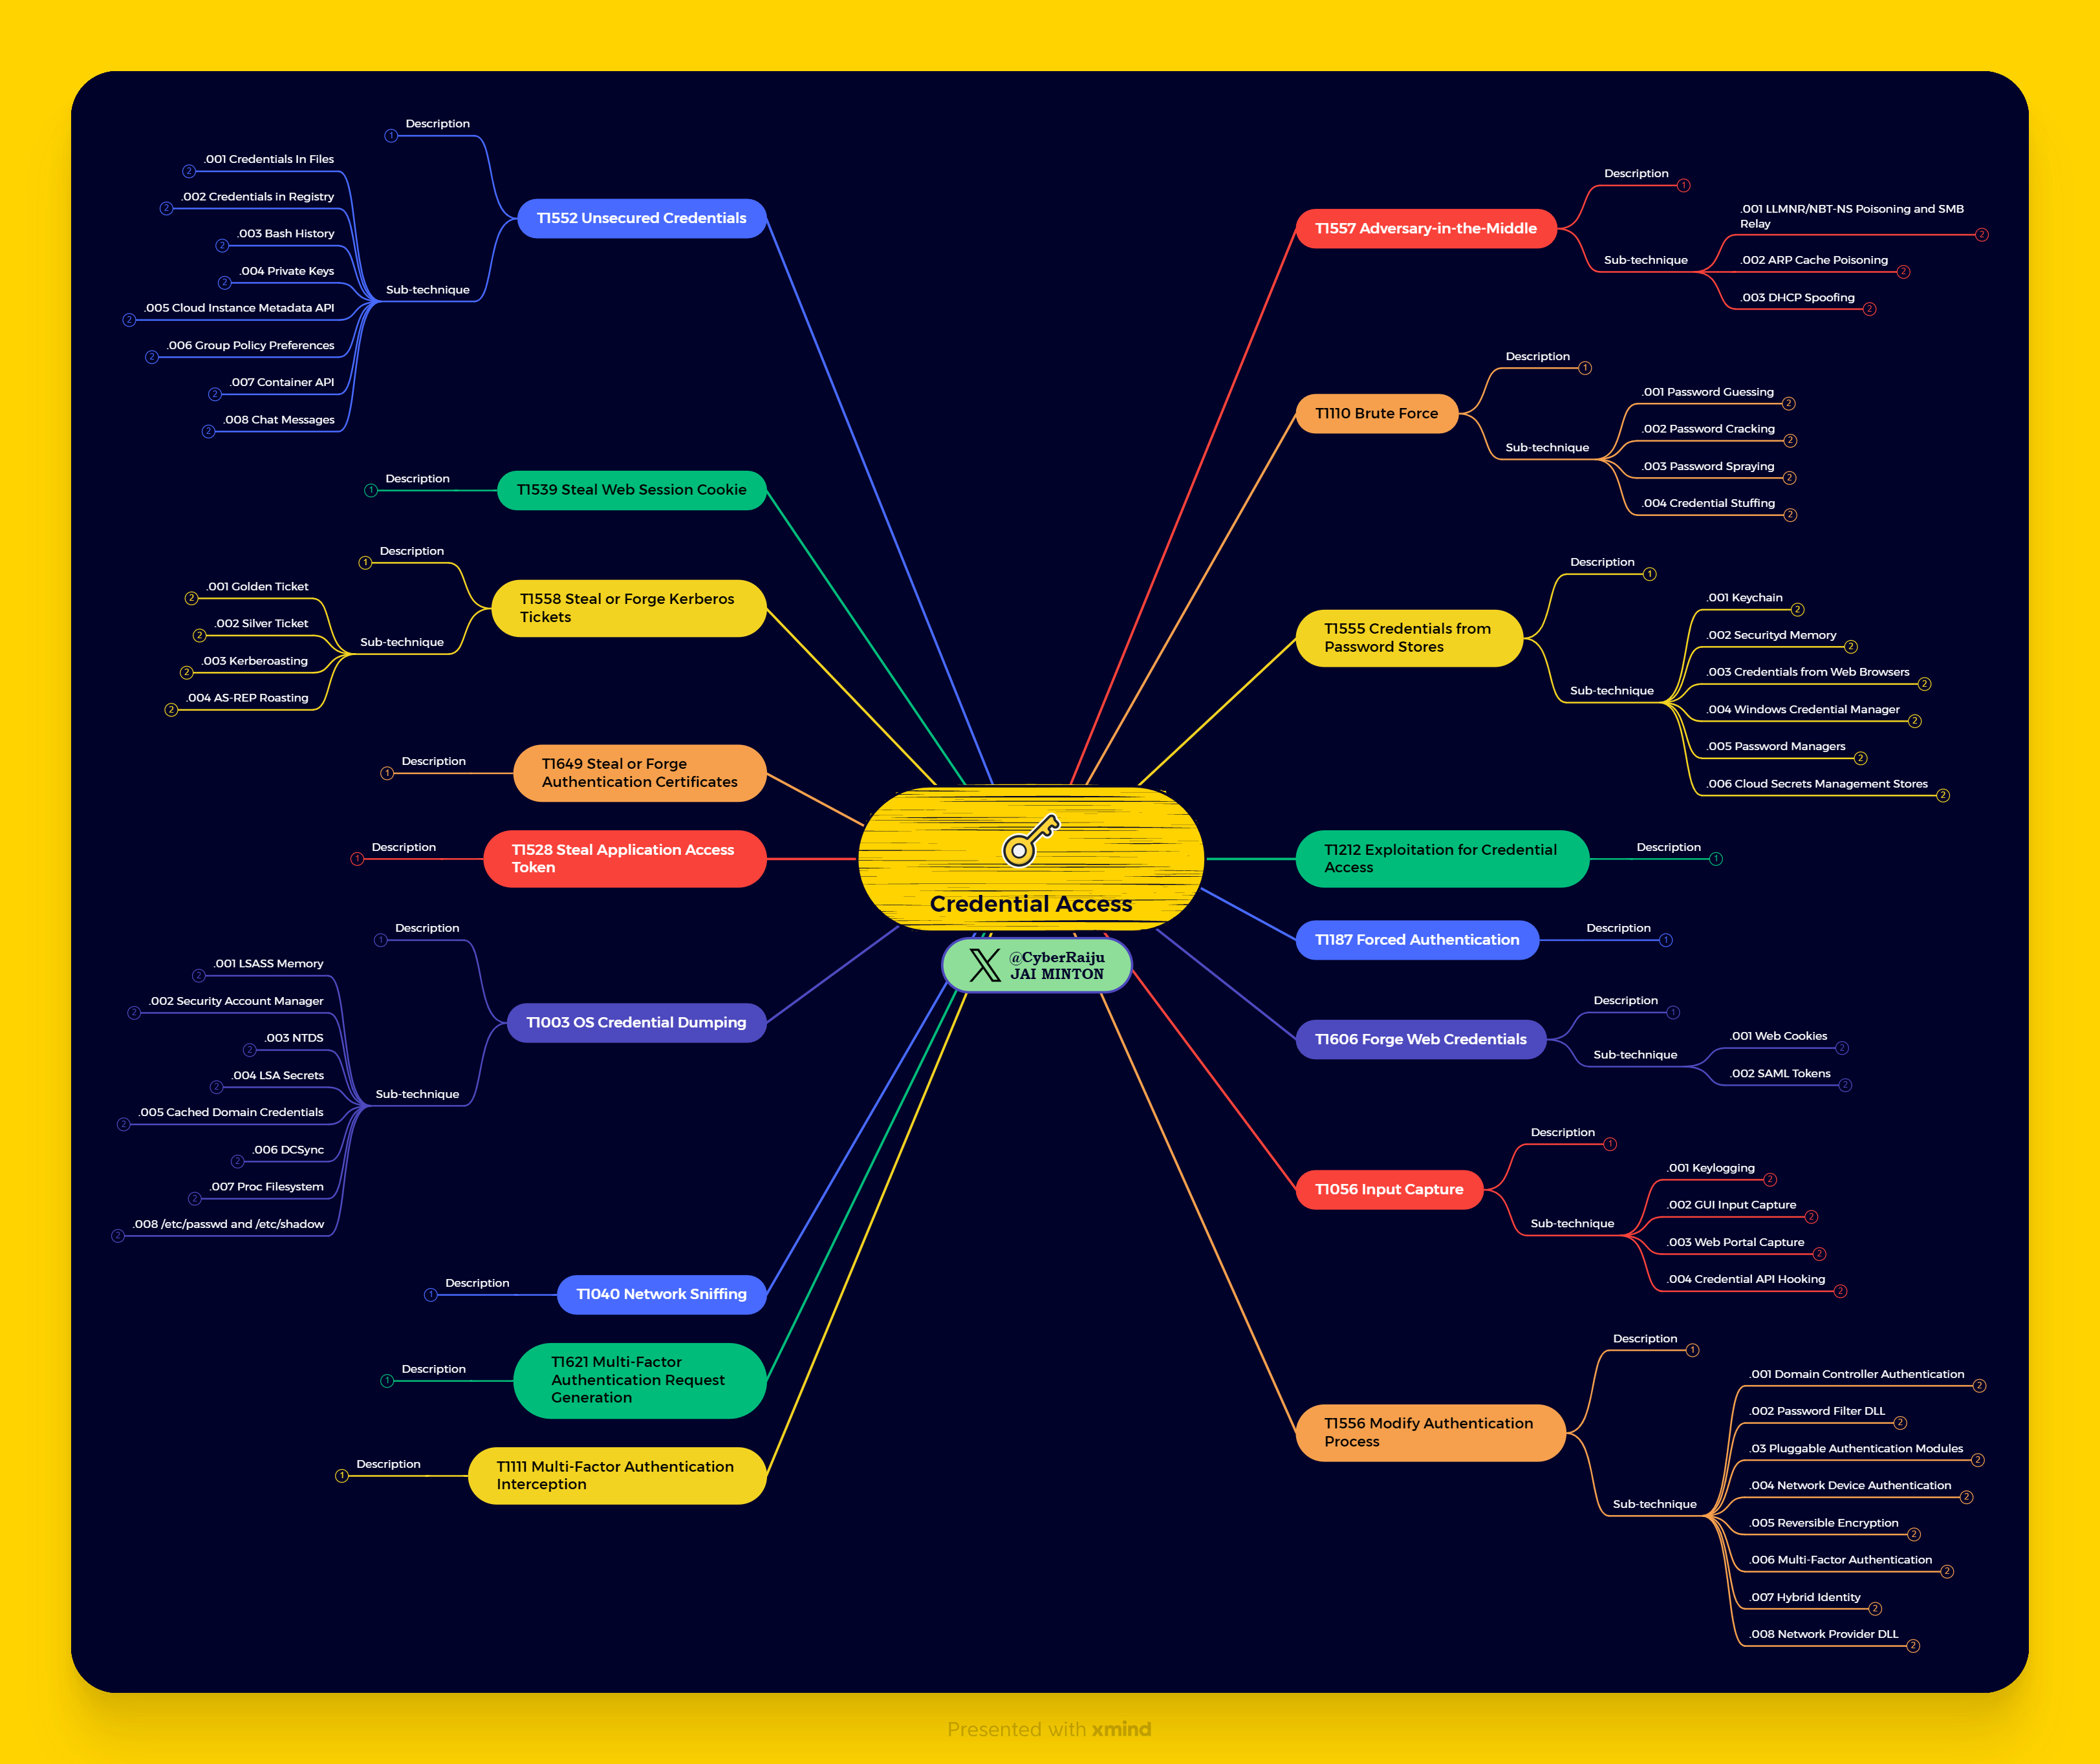 Description
1
.001 Credentials In Files
2
.002 Credentials in Registry
2
.003 Bash History
2
.004 Private Keys
2
.005 Cloud Instance Metadata API
2
.006 Group Policy Preferences
2
.007 Container API
2
.008 Chat Messages
2
Sub-technique
T1552 Unsecured Credentials
Description
1
T1539 Steal Web Session Cookie
Description
1
.001 Golden Ticket
2
.002 Silver Ticket
2
.003 Kerberoasting
2
.004 AS-REP Roasting
2
Sub-technique
T1558 Steal or Forge Kerberos
Tickets
Description
1
T1649 Steal or Forge
Authentication Certificates
Description
1
T1528 Steal Application Access
Token
Description
1
.001 LSASS Memory
2
.002 Security Account Manager
2
.003 NTDS
2
.004 LSA Secrets
2
.005 Cached Domain Credentials
2
.006 DCSync
2
.007 Proc Filesystem
2
.008 /etc/passwd and /etc/shadow
2
Sub-technique
T1003 OS Credential Dumping
Description
1
T1040 Network Sniffing
Description
1
T1621 Multi-Factor
Authentication Request
Generation
Description
1
T1111 Multi-Factor Authentication
Interception
Credential Access
@CyberRaiju
JAI MINTON
T1557 Adversary-in-the-Middle
Description
1
Sub-technique
.001 LLMNR/NBT-NS Poisoning and SMB
Relay
2
.002 ARP Cache Poisoning
2
.003 DHCP Spoofing
2
T1110 Brute Force
Description
1
Sub-technique
.001 Password Guessing
2
.002 Password Cracking
2
.003 Password Spraying
2
.004 Credential Stuffing
2
T1555 Credentials from
Password Stores
Description
1
Sub-technique
.001 Keychain
2
.002 Securityd Memory
2
.003 Credentials from Web Browsers
2
.004 Windows Credential Manager
2
.005 Password Managers
2
.006 Cloud Secrets Management Stores
2
T1212 Exploitation for Credential
Access
Description
1
T1187 Forced Authentication
Description
1
T1606 Forge Web Credentials
Description
1
Sub-technique
.001 Web Cookies
2
.002 SAML Tokens
2
T1056 Input Capture
Description
1
Sub-technique
.001 Keylogging
2
.002 GUI Input Capture
2
.003 Web Portal Capture
2
.004 Credential API Hooking
2
T1556 Modify Authentication
Process
Description
1
Sub-technique
.001 Domain Controller Authentication
2
.002 Password Filter DLL
2
.03 Pluggable Authentication Modules
2
.004 Network Device Authentication
2
.005 Reversible Encryption
2
.006 Multi-Factor Authentication
2
.007 Hybrid Identity
2
.008 Network Provider DLL
2
Presented with xmind